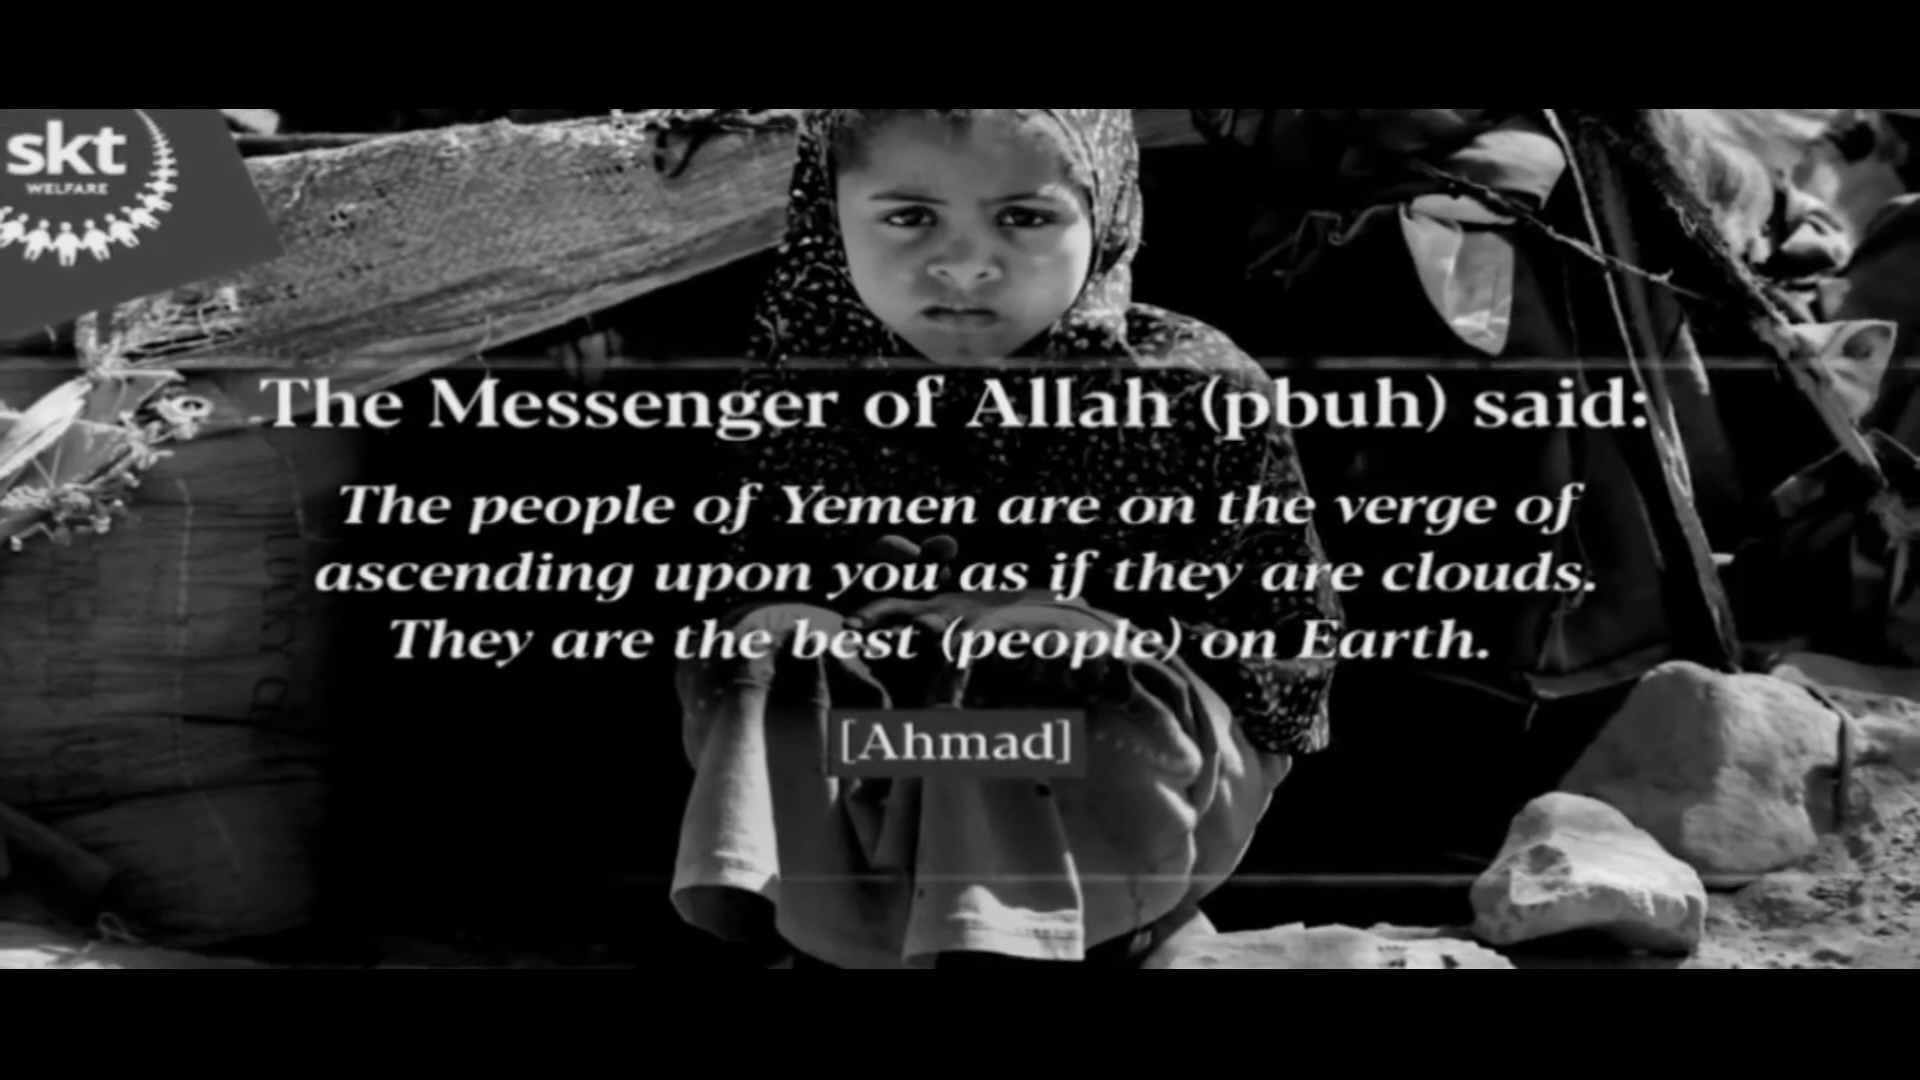 skt
WELFARE
The Messenger of Allah (pbuh) said:
The people of Yemen are on the verge of
ascending upon you as if they are clouds.
They are the best (people) on Earth.
[Ahmad]